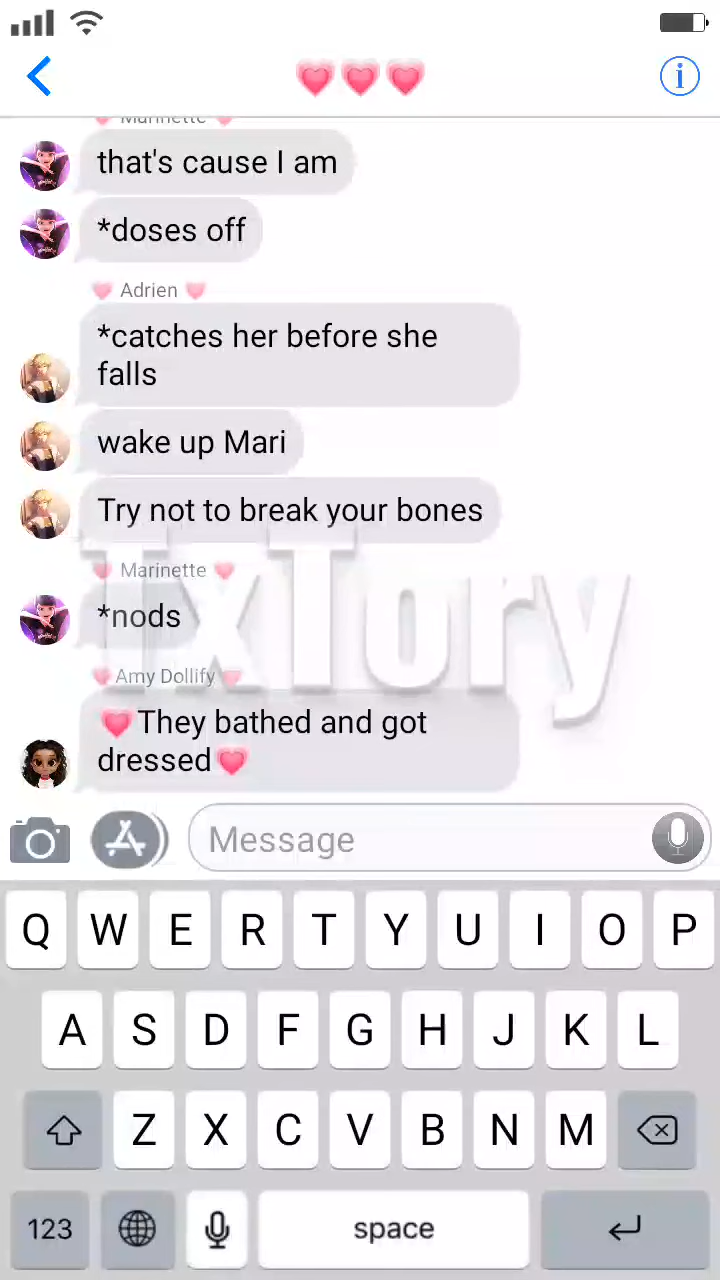 Marinette
that's cause I am
*doses off
Adrien
*catches her before she
falls
wake up Mari
Try not to break your bones
Marinette
*nods
Amy Dollify
They bathed and got
dressed
TxTory
Message
Q W E R T Y U I O P
A S D F G H J K L
Z X C V B N M
123 space